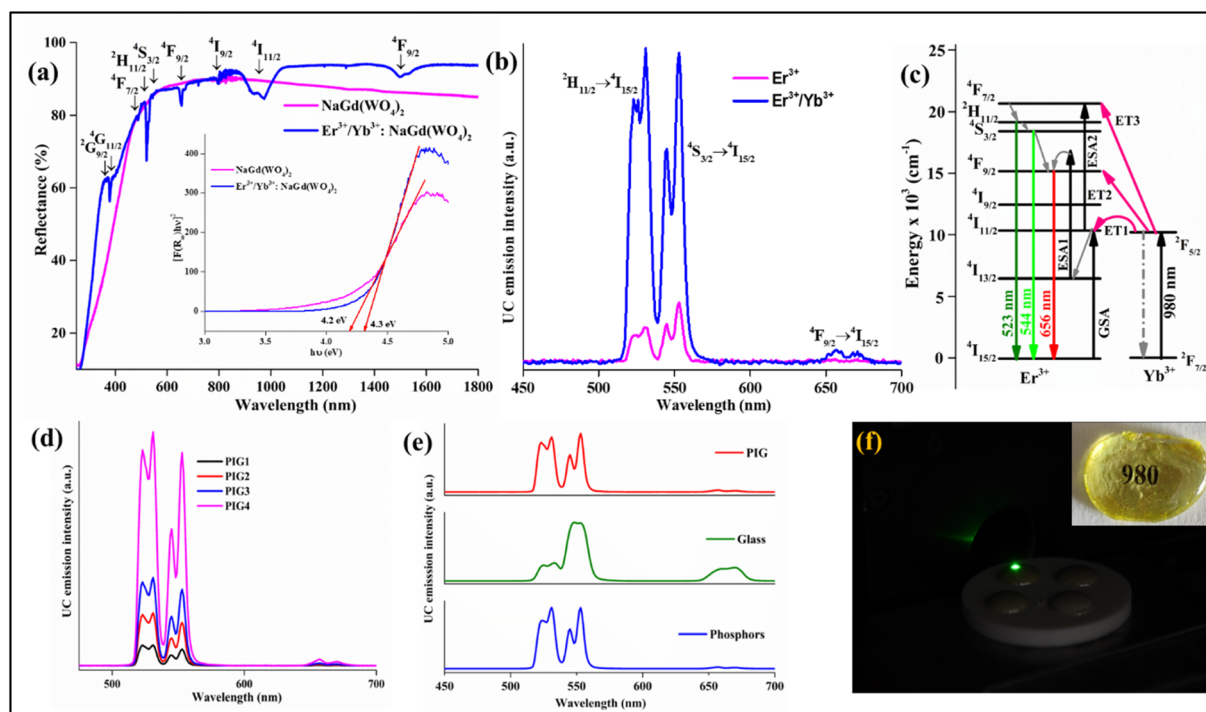 (a)
⁴F₇/₂
²H₁₁/₂
⁴S₃/₂
⁴F₉/₂
⁴I₉/₂
⁴I₁₁/₂
⁴F₉/₂
²G₉/₂
⁴G₁₁/₂
NaGd(WO₄)₂
Er³⁺/Yb³⁺: NaGd(WO₄)₂
Reflectance (%)
100
80
60
40
20
400 600 800 1000 1200 1400 1600 1800
Wavelength (nm)
NaGd(WO₄)₂
Er³⁺/Yb³⁺: NaGd(WO₄)₂
400
300
200
100
0
4.2 eV
4.3 eV
3.0 3.5 4.0 4.5 5.0
hυ (eV)
(b)
²H₁₁/₂→⁴I₁₅/₂
Er³⁺
Er³⁺/Yb³⁺
⁴S₃/₂→⁴I₁₅/₂
⁴F₉/₂→⁴I₁₅/₂
UC emission intensity (a.u.)
450 500 550 600 650 700
Wavelength (nm)
(c)
Energy x 10³ (cm⁻¹)
25
20
15
10
5
0
⁴F₇/₂
²H₁₁/₂
⁴S₃/₂
⁴F₉/₂
⁴I₉/₂
⁴I₁₁/₂
⁴I₁₃/₂
⁴I₁₅/₂
523 nm
544 nm
656 nm
ESA1
ESA2
GSA
ET3
ET2
ET1
²F₅/₂
980 nm
²F₇/₂
Er³⁺
Yb³⁺
(d)
PIG1
PIG2
PIG3
PIG4
UC emission intensity (a.u.)
500 550 600 650 700
Wavelength (nm)
(e)
PIG
Glass
Phosphors
UC emisssion intensity (a.u.)
450 500 550 600 650 700
Wavelength (nm)
(f)
980